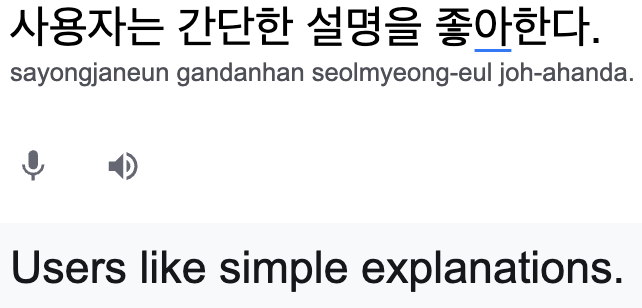 사용자는 간단한 설명을 좋아한다.
sayongjaneun gandanhan seolmyeong-eul joh-ahanda.
Users like simple explanations.